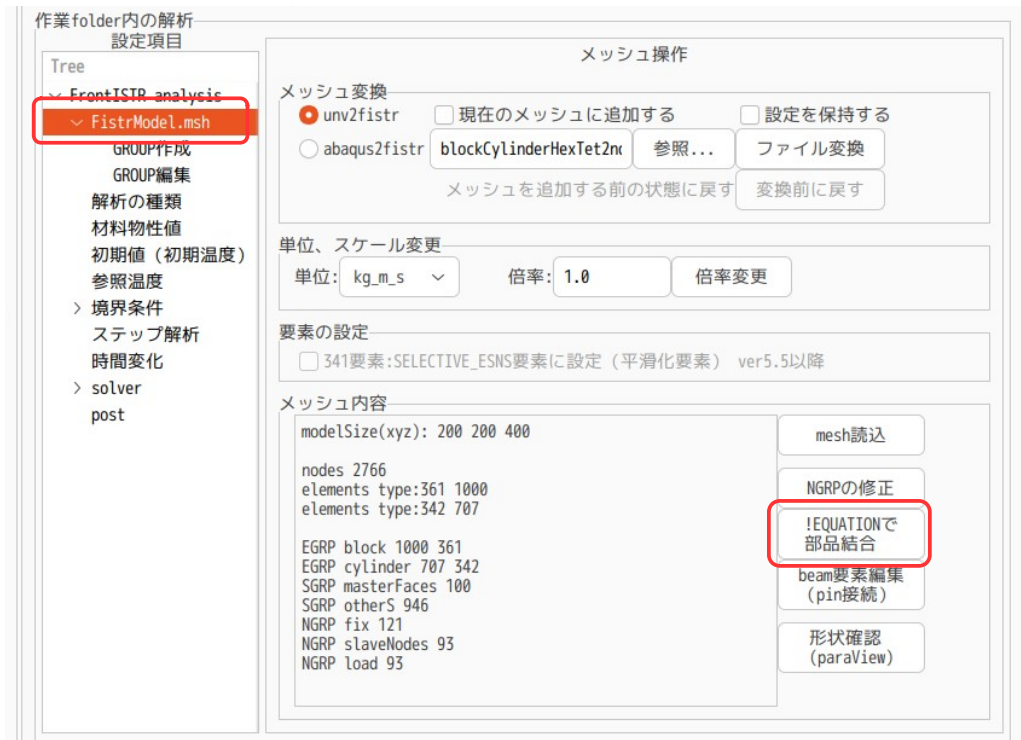 作業folder内の解析
設定項目
Tree
FrontISTR analysis
FistrModel.msh
GROUP作成
GROUP編集
解析の種類
材料物性値
初期値（初期温度）
参照温度
境界条件
ステップ解析
時間変化
solver
post
メッシュ操作
メッシュ変換
unv2fistr 現在のメッシュに追加する 設定を保持する
abaqus2fistr blockCylinderHexTet2nd 参照... ファイル変換
メッシュを追加する前の状態に戻す 変換前に戻す
単位、スケール変更
単位: kg_m_s 倍率: 1.0 倍率変更
要素の設定
341要素:SELECTIVE_ESNS要素に設定（平滑化要素） ver5.5以降
メッシュ内容
modelSize(xyz): 200 200 400
nodes 2766
elements type:361 1000
elements type:342 707
EGRP block 1000 361
EGRP cylinder 707 342
SGRP masterFaces 100
SGRP otherS 946
NGRP fix 121
NGRP slaveNodes 93
NGRP load 93
mesh読込
NGRPの修正
!EQUATIONで
部品結合
beam要素編集
(pin接続)
形状確認
(paraView)